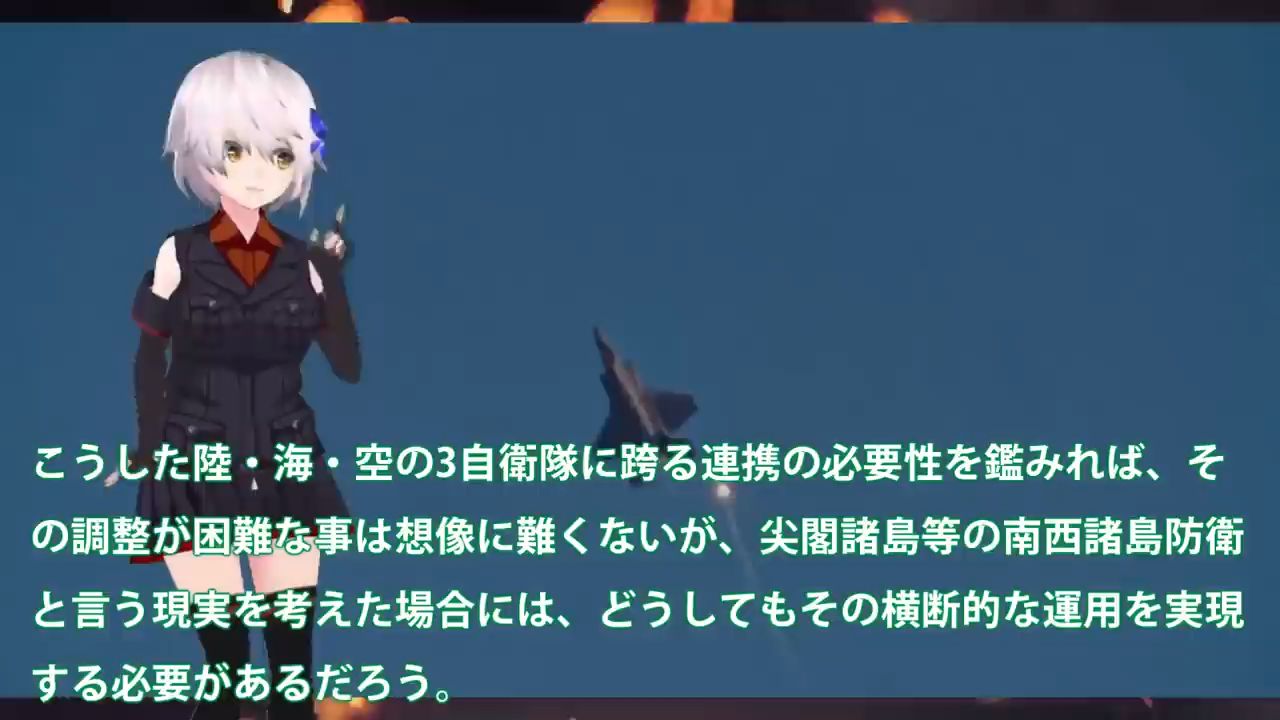 こうした陸・海・空の3自衛隊に跨る連携の必要性を鑑みれば、そ
の調整が困難な事は想像に難くないが、尖閣諸島等の南西諸島防衛
と言う現実を考えた場合には、どうしてもその横断的な運用を実現
する必要があるだろう。